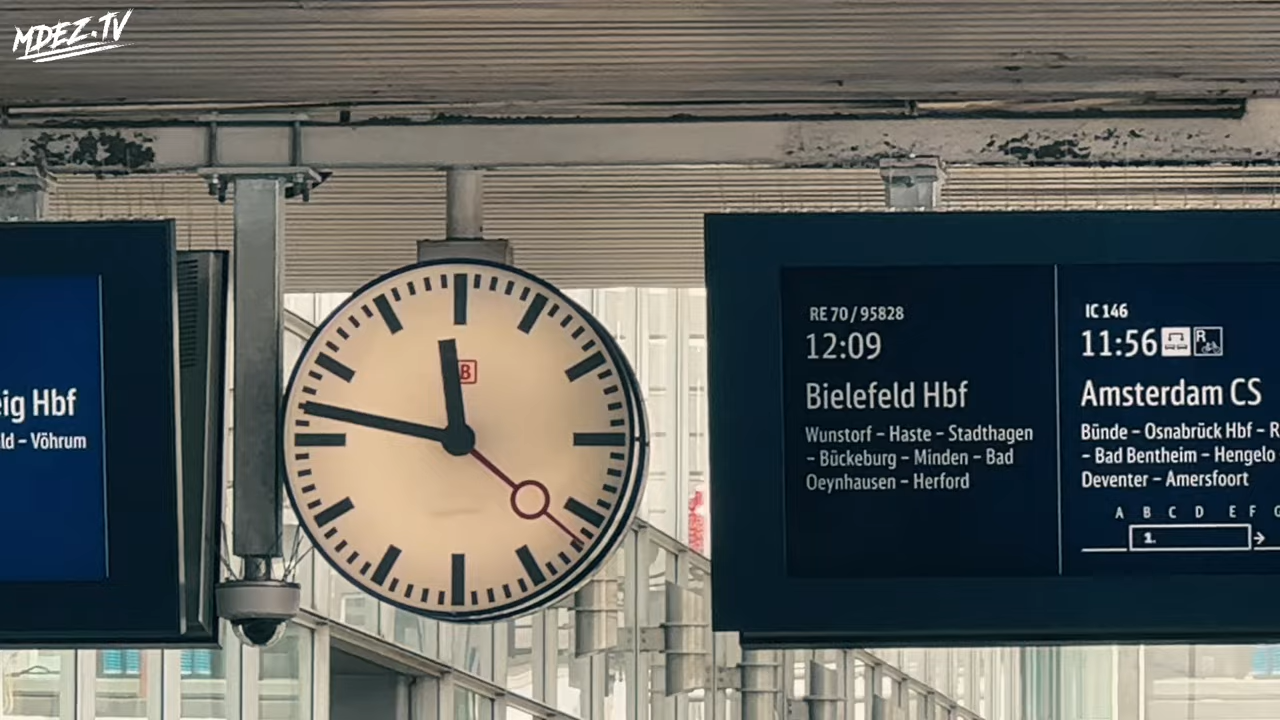 MDEZ.TV
eig Hbf
ld – Vöhrum
B
RE 70 / 95828
12:09
Bielefeld Hbf
Wunstorf – Haste – Stadthagen
– Bückeburg – Minden – Bad
Oeynhausen – Herford
IC 146
11:56
R
Amsterdam CS
Bünde – Osnabrück Hbf – R
– Bad Bentheim – Hengelo
Deventer – Amersfoort
A B C D E F
1.